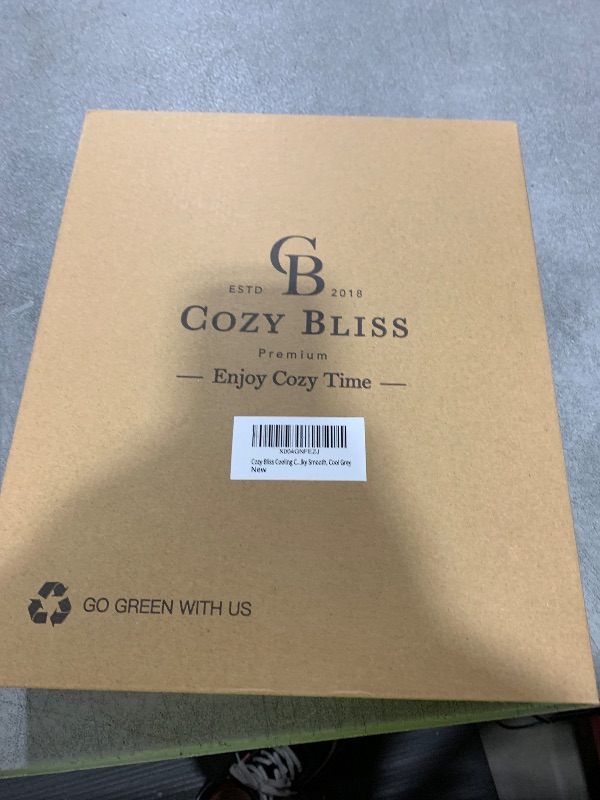 CB
ESTD 2018
COZY BLISS
Premium
Enjoy Cozy Time
X004GNFEZJ
Cozy Bliss Cooling C...lky Smooth, Cool Grey
New
GO GREEN WITH US